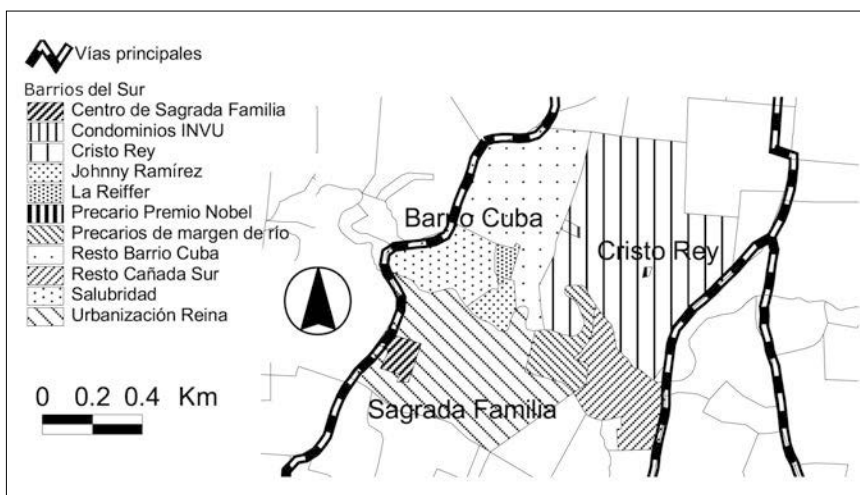 Vías principales
Barrios del Sur
Centro de Sagrada Familia
Condominios INVU
Cristo Rey
Johnny Ramírez
La Reiffer
Precario Premio Nobel
Precarios de margen de río
Resto Barrio Cuba
Resto Cañada Sur
Salubridad
Urbanización Reina
0 0.2 0.4 Km
Barrio Cuba
Cristo Rey
Sagrada Familia